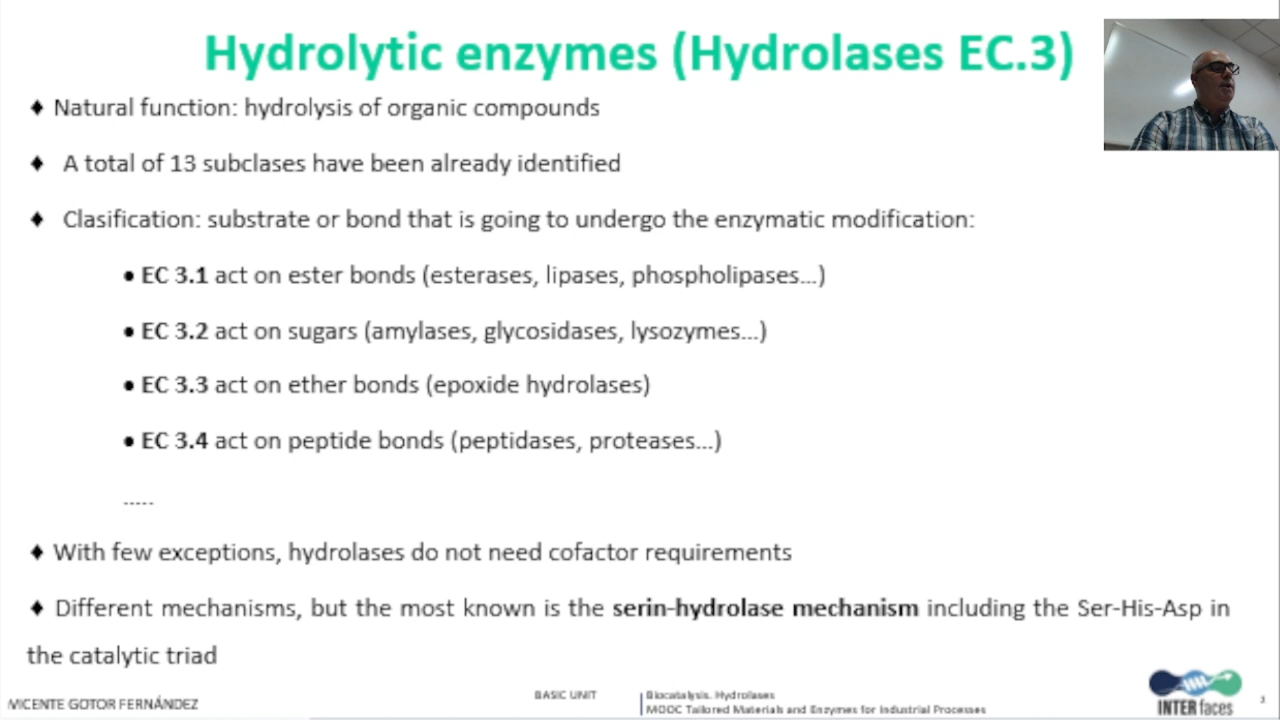 Hydrolytic enzymes (Hydrolases EC.3)
♦ Natural function: hydrolysis of organic compounds
♦ A total of 13 subclases have been already identified
♦ Clasification: substrate or bond that is going to undergo the enzymatic modification:
• EC 3.1 act on ester bonds (esterases, lipases, phospholipases...)
• EC 3.2 act on sugars (amylases, glycosidases, lysozymes...)
• EC 3.3 act on ether bonds (epoxide hydrolases)
• EC 3.4 act on peptide bonds (peptidases, proteases...)
.....
♦ With few exceptions, hydrolases do not need cofactor requirements
♦ Different mechanisms, but the most known is the serin-hydrolase mechanism including the Ser-His-Asp in
the catalytic triad
VICENTE GOTOR FERNÁNDEZ
BASIC UNIT
Biocatalysis. Hydrolases
MOOC Tailored Materials and Enzymes for Industrial Processes
INTERfaces
3